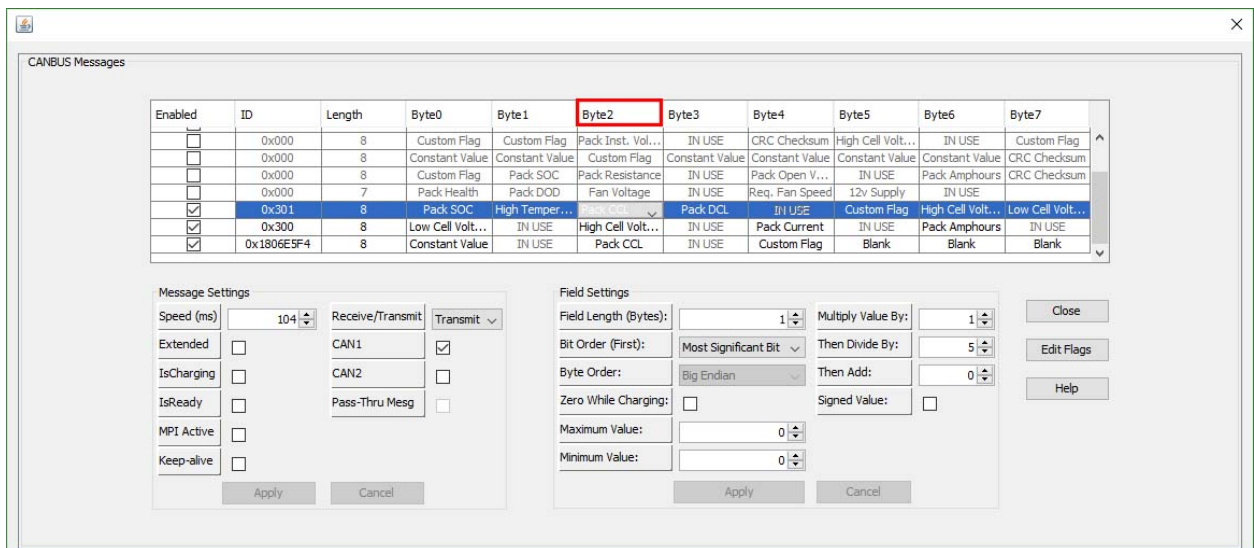 CANBUS Messages
Enabled ID Length Byte0 Byte1 Byte2 Byte3 Byte4 Byte5 Byte6 Byte7
0x000 8 Custom Flag Custom Flag Pack Inst. Vol... IN USE CRC Checksum High Cell Volt... IN USE Custom Flag
0x000 8 Constant Value Constant Value Custom Flag Constant Value Constant Value Constant Value Constant Value CRC Checksum
0x000 8 Custom Flag Pack SOC Pack Resistance IN USE Pack Open V... IN USE Pack Amphours CRC Checksum
0x000 7 Pack Health Pack DOD Fan Voltage IN USE Req. Fan Speed 12v Supply IN USE
0x301 8 Pack SOC High Temper... Pack CCL Pack DCL IN USE Custom Flag High Cell Volt... Low Cell Volt...
0x300 8 Low Cell Volt... IN USE High Cell Volt... IN USE Pack Current IN USE Pack Amphours IN USE
0x1806E5F4 8 Constant Value IN USE Pack CCL IN USE Custom Flag Blank Blank Blank
Message Settings
Speed (ms) 104 Receive/Transmit Transmit
Extended CAN1
IsCharging CAN2
IsReady Pass-Thru Mesg
MPI Active
Keep-alive
Apply Cancel
Field Settings
Field Length (Bytes): 1 Multiply Value By: 1
Bit Order (First): Most Significant Bit Then Divide By: 5
Byte Order: Big Endian Then Add: 0
Zero While Charging: Signed Value:
Maximum Value: 0
Minimum Value: 0
Apply Cancel
Close
Edit Flags
Help